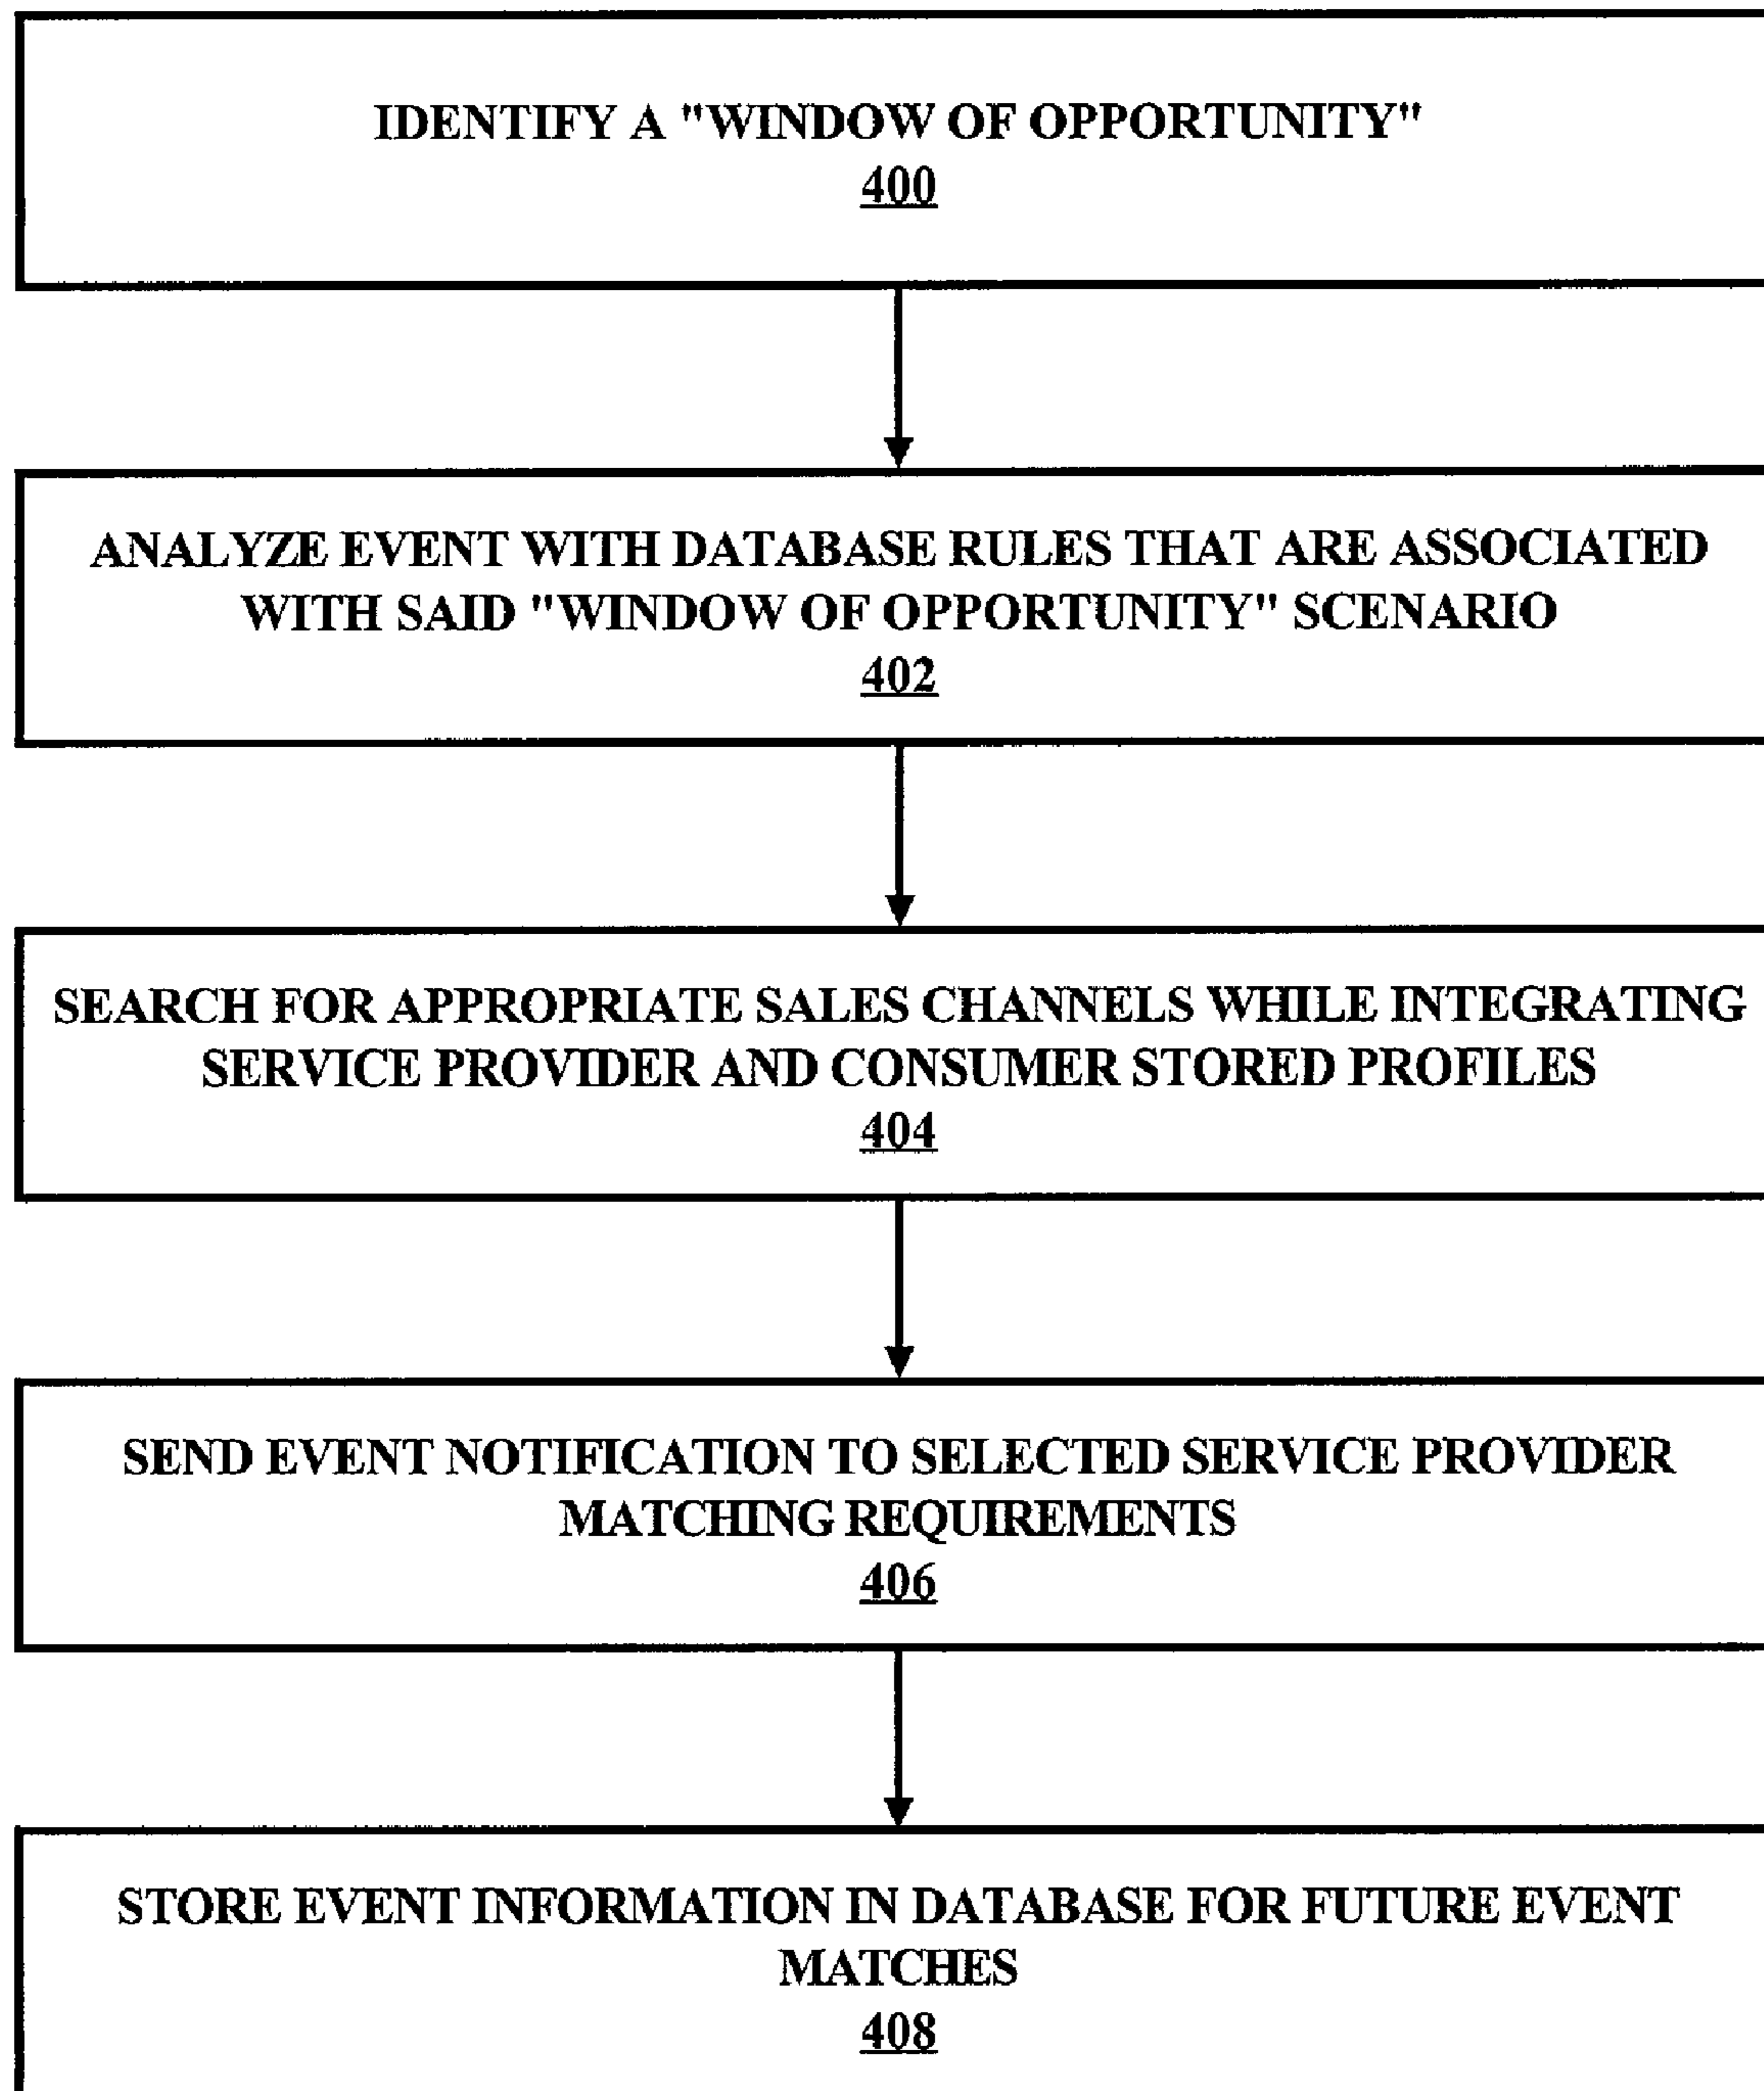 IDENTIFY A "WINDOW OF OPPORTUNITY"
400
ANALYZE EVENT WITH DATABASE RULES THAT ARE ASSOCIATED
WITH SAID "WINDOW OF OPPORTUNITY" SCENARIO
402
SEARCH FOR APPROPRIATE SALES CHANNELS WHILE INTEGRATING
SERVICE PROVIDER AND CONSUMER STORED PROFILES
404
SEND EVENT NOTIFICATION TO SELECTED SERVICE PROVIDER
MATCHING REQUIREMENTS
406
STORE EVENT INFORMATION IN DATABASE FOR FUTURE EVENT
MATCHES
408